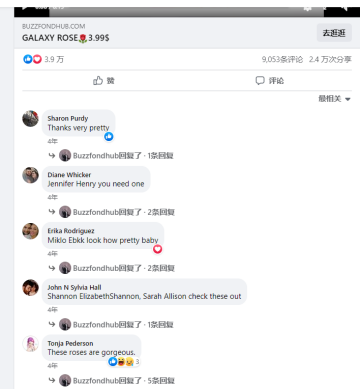 BUZZFONDHUB.COM
GALAXY ROSE🌹3.99$
去逛逛
3.9 万
9,053条评论 2.4 万次分享
赞
评论
最相关
Sharon Purdy
Thanks very pretty
4年
Buzzfondhub回复了 · 1条回复
Diane Whicker
Jennifer Henry you need one
4年
Buzzfondhub回复了 · 2条回复
Erika Rodriguez
Miklo Ebkk look how pretty baby
4年
Buzzfondhub回复了 · 2条回复
John N Sylvia Hall
Shannon ElizabethShannon, Sarah Allison check these out
4年
Buzzfondhub回复了 · 1条回复
Tonja Pederson
These roses are gorgeous.
3
4年
Buzzfondhub回复了 · 5条回复